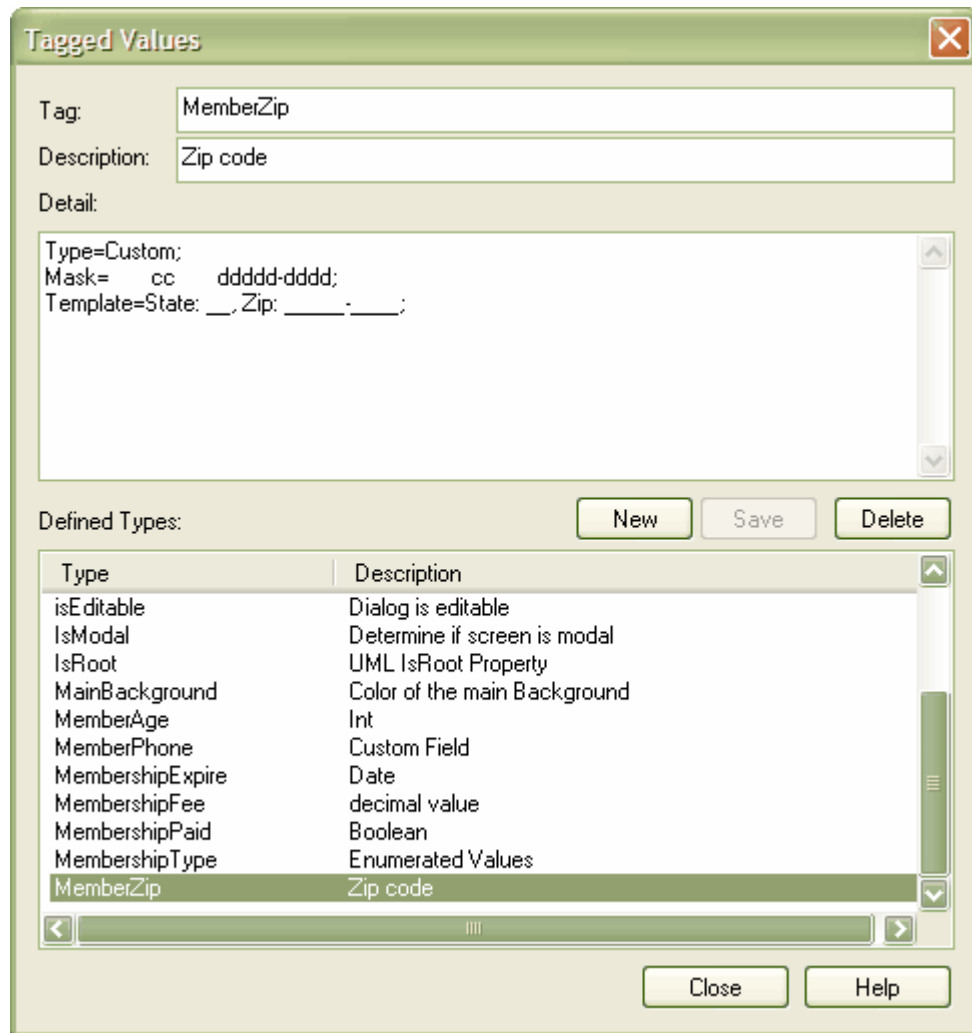 Tagged Values
Tag: MemberZip
Description: Zip code
Detail:
Type=Custom;
Mask=       cc       ddddd-dddd;
Template=State: __, Zip: _____-____;
Defined Types: New Save Delete
Type Description
isEditable Dialog is editable
IsModal Determine if screen is modal
IsRoot UML IsRoot Property
MainBackground Color of the main Background
MemberAge Int
MemberPhone Custom Field
MembershipExpire Date
MembershipFee decimal value
MembershipPaid Boolean
MembershipType Enumerated Values
MemberZip Zip code
Close Help